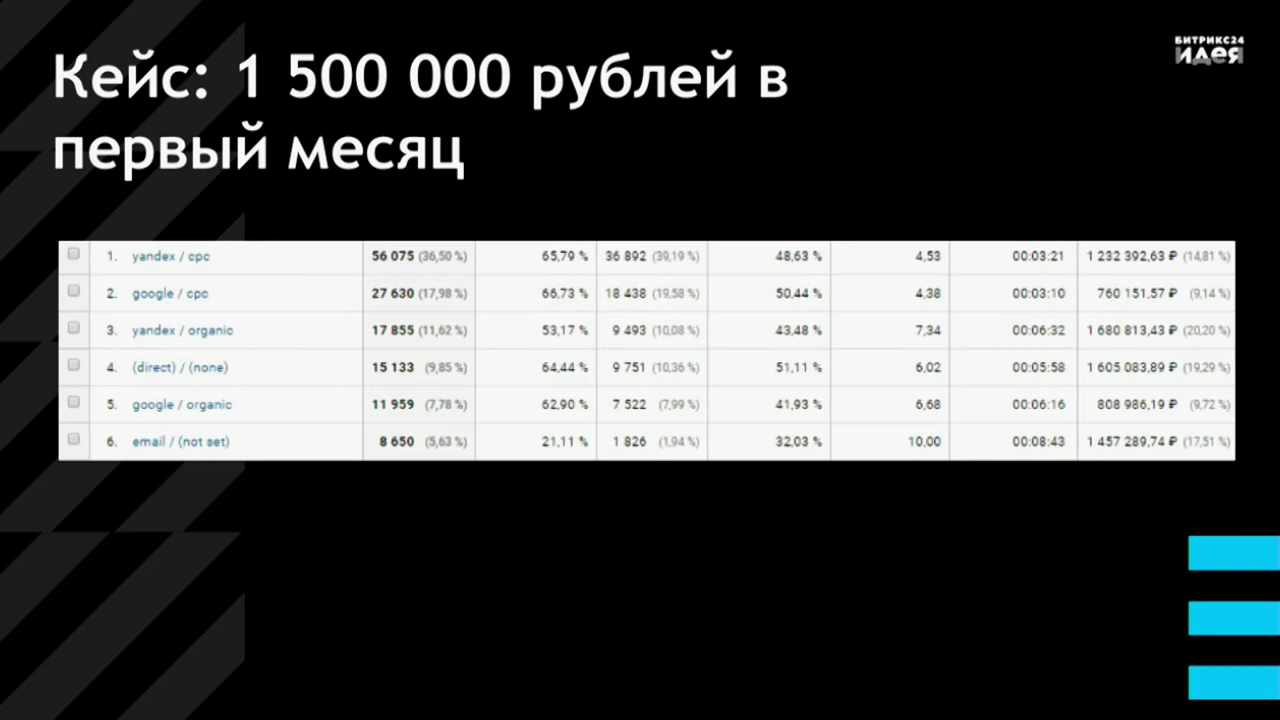 Кейс: 1 500 000 рублей в
первый месяц
БИТРИКС24
идея
1. yandex / cpc 56 075 (36,50 %) 65,79 % 36 892 (39,19 %) 48,63 % 4,53 00:03:21 1 232 392,63 ₽ (14,81 %)
2. google / cpc 27 630 (17,98 %) 66,73 % 18 438 (19,58 %) 50,44 % 4,38 00:03:10 760 151,57 ₽ (9,14 %)
3. yandex / organic 17 855 (11,62 %) 53,17 % 9 493 (10,08 %) 43,48 % 7,34 00:06:32 1 680 813,43 ₽ (20,20 %)
4. (direct) / (none) 15 133 (9,85 %) 64,44 % 9 751 (10,36 %) 51,11 % 6,02 00:05:58 1 605 083,89 ₽ (19,29 %)
5. google / organic 11 959 (7,78 %) 62,90 % 7 522 (7,99 %) 41,93 % 6,68 00:06:16 808 986,19 ₽ (9,72 %)
6. email / (not set) 8 650 (5,63 %) 21,11 % 1 826 (1,94 %) 32,03 % 10,00 00:08:43 1 457 289,74 ₽ (17,51 %)